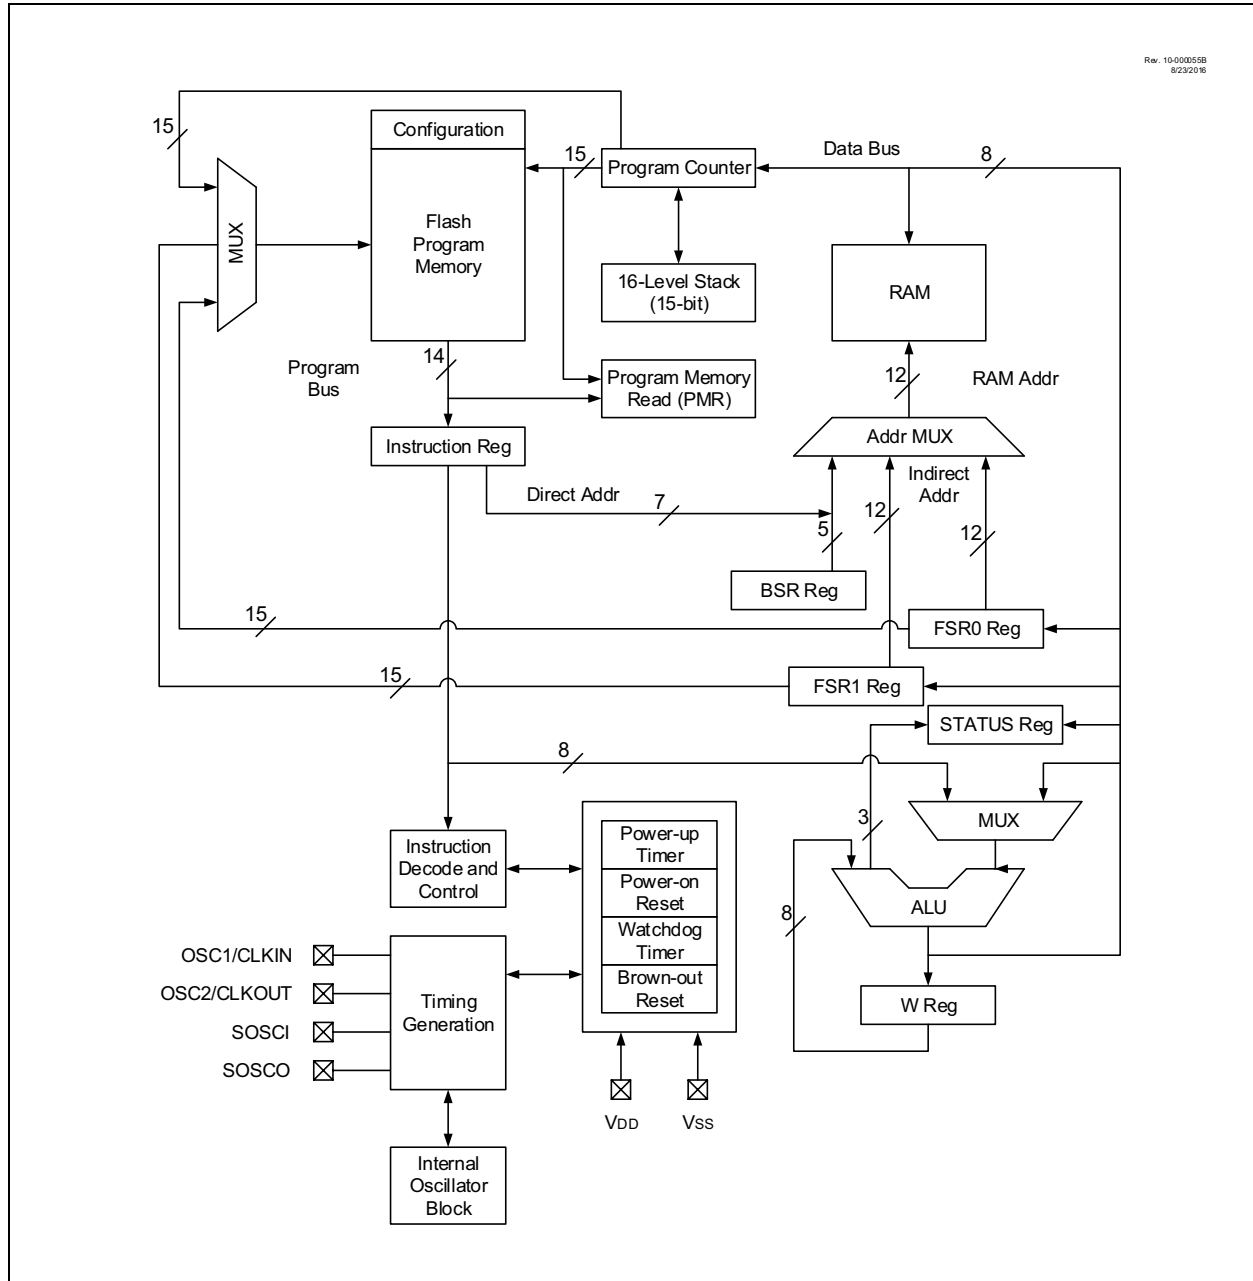 Rev. 10-000055B
8/23/2016
15
Configuration
15
Program Counter
Data Bus
8
MUX
Flash
Program
Memory
16-Level Stack
(15-bit)
RAM
Program
Bus
14
Program Memory
Read (PMR)
12
RAM Addr
Instruction Reg
Addr MUX
Direct Addr
7
Indirect
Addr
5
12
12
BSR Reg
15
FSR0 Reg
15
FSR1 Reg
STATUS Reg
8
3
MUX
Instruction
Decode and
Control
Power-up
Timer
Power-on
Reset
Watchdog
Timer
Brown-out
Reset
8
ALU
OSC1/CLKIN
OSC2/CLKOUT
SOSCI
SOSCO
Timing
Generation
W Reg
VDD
VSS
Internal
Oscillator
Block